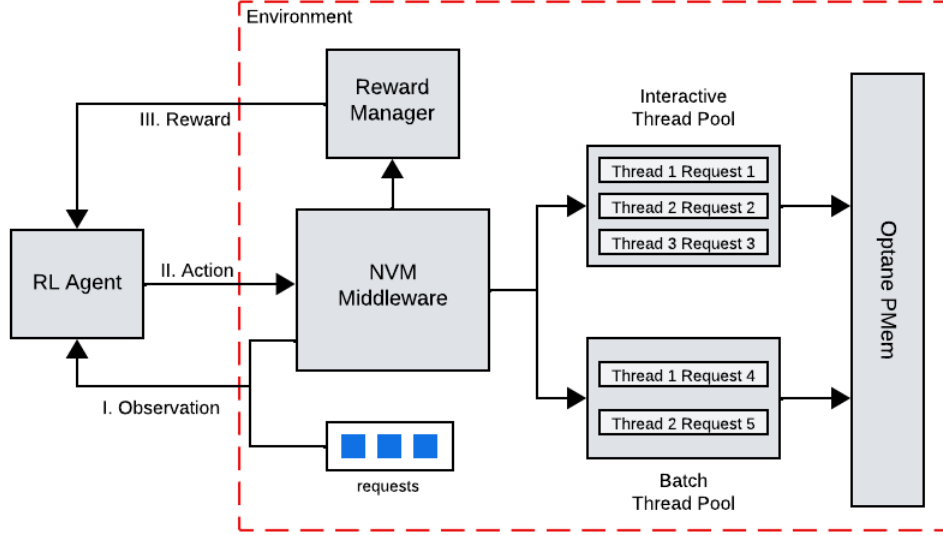 Environment
Reward
Manager
III. Reward
RL Agent
II. Action
NVM
Middleware
I. Observation
requests
Interactive
Thread Pool
Thread 1 Request 1
Thread 2 Request 2
Thread 3 Request 3
Thread 1 Request 4
Thread 2 Request 5
Batch
Thread Pool
Optane PMem